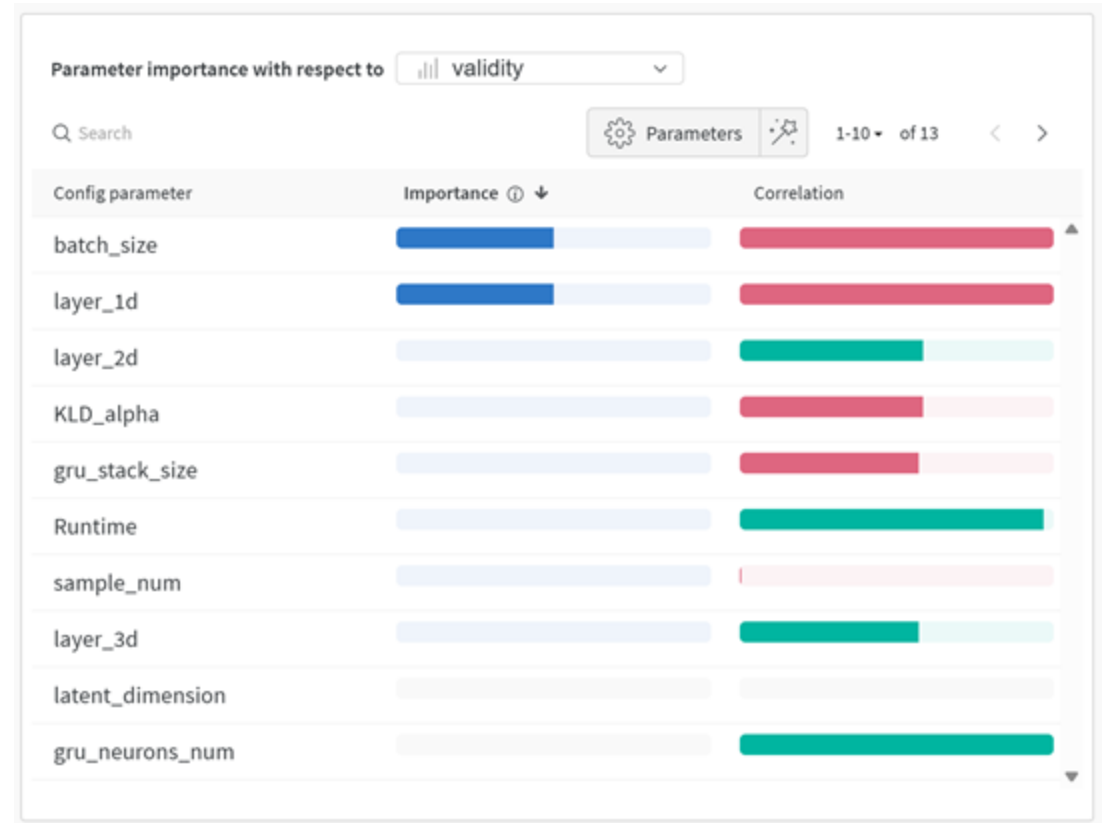 Parameter importance with respect to validity
Search Parameters 1-10 of 13
Config parameter Importance Correlation
batch_size
layer_1d
layer_2d
KLD_alpha
gru_stack_size
Runtime
sample_num
layer_3d
latent_dimension
gru_neurons_num